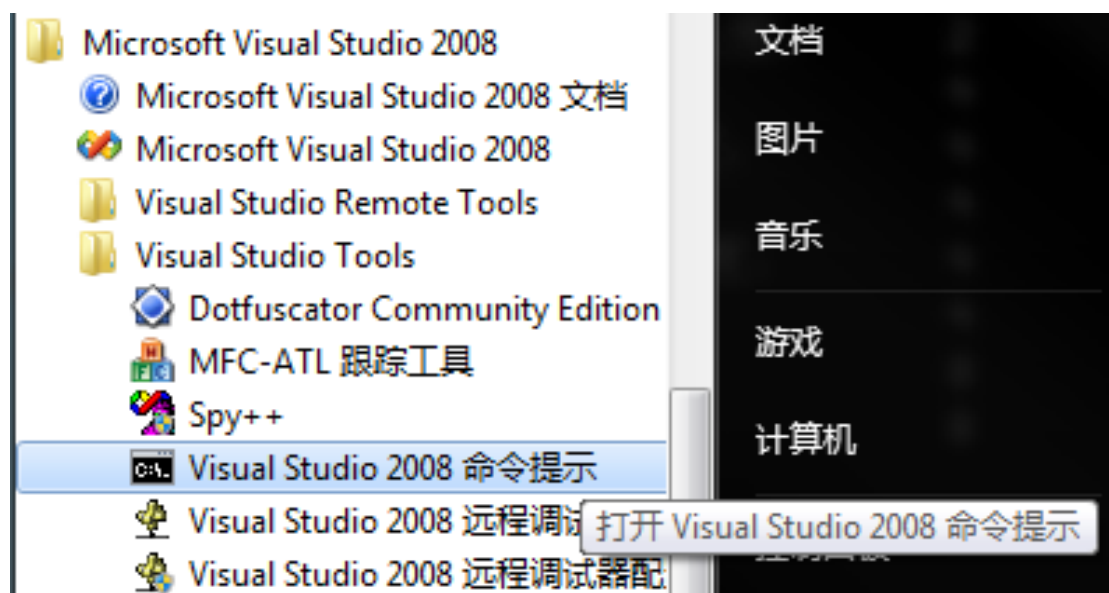 Microsoft Visual Studio 2008
Microsoft Visual Studio 2008 文档
Microsoft Visual Studio 2008
Visual Studio Remote Tools
Visual Studio Tools
Dotfuscator Community Edition
MFC-ATL 跟踪工具
Spy++
Visual Studio 2008 命令提示
Visual Studio 2008 远程调试
Visual Studio 2008 远程调试器配
文档
图片
音乐
游戏
计算机
打开 Visual Studio 2008 命令提示